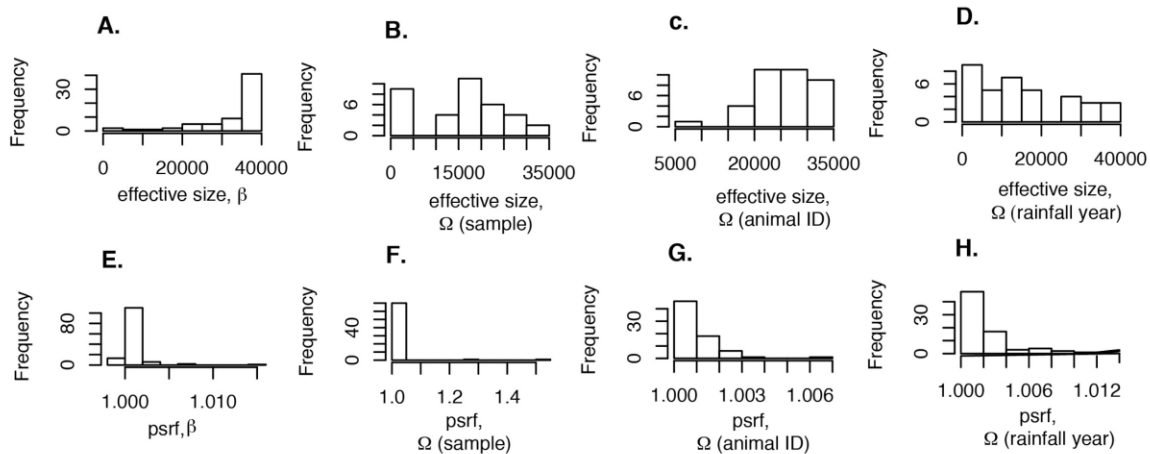 A.
Frequency
0 30
0 20000 40000
effective size, β
B.
Frequency
0 6
0 15000 35000
effective size,
Ω (sample)
c.
Frequency
0 6
5000 20000 35000
effective size,
Ω (animal ID)
D.
Frequency
0 6
0 20000 40000
effective size,
Ω (rainfall year)
E.
Frequency
0 80
1.000 1.010
psrf,β
F.
Frequency
0 40
1.0 1.2 1.4
psrf,
Ω (sample)
G.
Frequency
0 30
1.000 1.003 1.006
psrf,
Ω (animal ID)
H.
Frequency
0 30
1.000 1.006 1.012
psrf,
Ω (rainfall year)